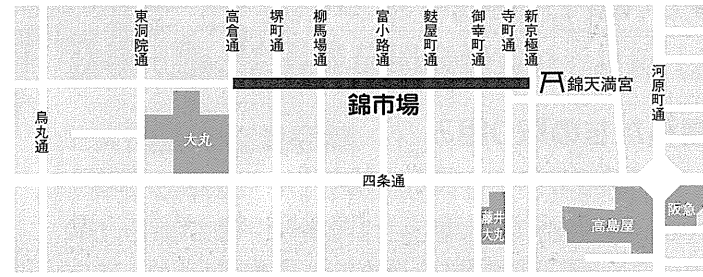 東洞院通
高倉通
堺町通
柳馬場通
富小路通
麩屋町通
御幸町通
寺町通
新京極通
河原町通
烏丸通
錦天満宮
錦市場
大丸
四条通
藤井
大丸
高島屋
阪急